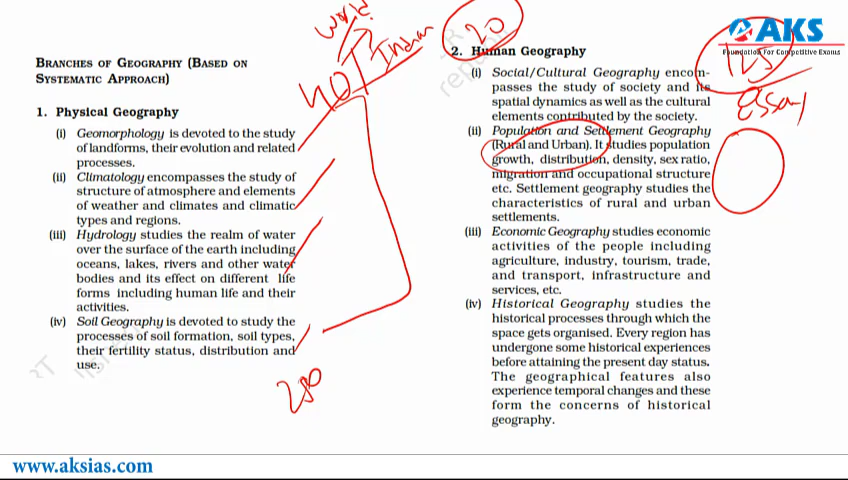 BRANCHES OF GEOGRAPHY (BASED ON
SYSTEMATIC APPROACH)
1. Physical Geography
(i) Geomorphology is devoted to the study
of landforms, their evolution and related
processes.
(ii) Climatology encompasses the study of
structure of atmosphere and elements
of weather and climates and climatic
types and regions.
(iii) Hydrology studies the realm of water
over the surface of the earth including
oceans, lakes, rivers and other water
bodies and its effect on different life
forms including human life and their
activities.
(iv) Soil Geography is devoted to study the
processes of soil formation, soil types,
their fertility status, distribution and
use.
World
Indian
20
2. Human Geography
(i) Social/Cultural Geography encom-
passes the study of society and its
spatial dynamics as well as the cultural
elements contributed by the society.
(ii) Population and Settlement Geography
(Rural and Urban). It studies population
growth, distribution, density, sex ratio,
migration and occupational structure
etc. Settlement geography studies the
characteristics of rural and urban
settlements.
(iii) Economic Geography studies economic
activities of the people including
agriculture, industry, tourism, trade,
and transport, infrastructure and
services, etc.
(iv) Historical Geography studies the
historical processes through which the
space gets organised. Every region has
undergone some historical experiences
before attaining the present day status.
The geographical features also
experience temporal changes and these
form the concerns of historical
geography.
AKS
Foundation For Competitive Exams
125
Essay
250
www.aksias.com